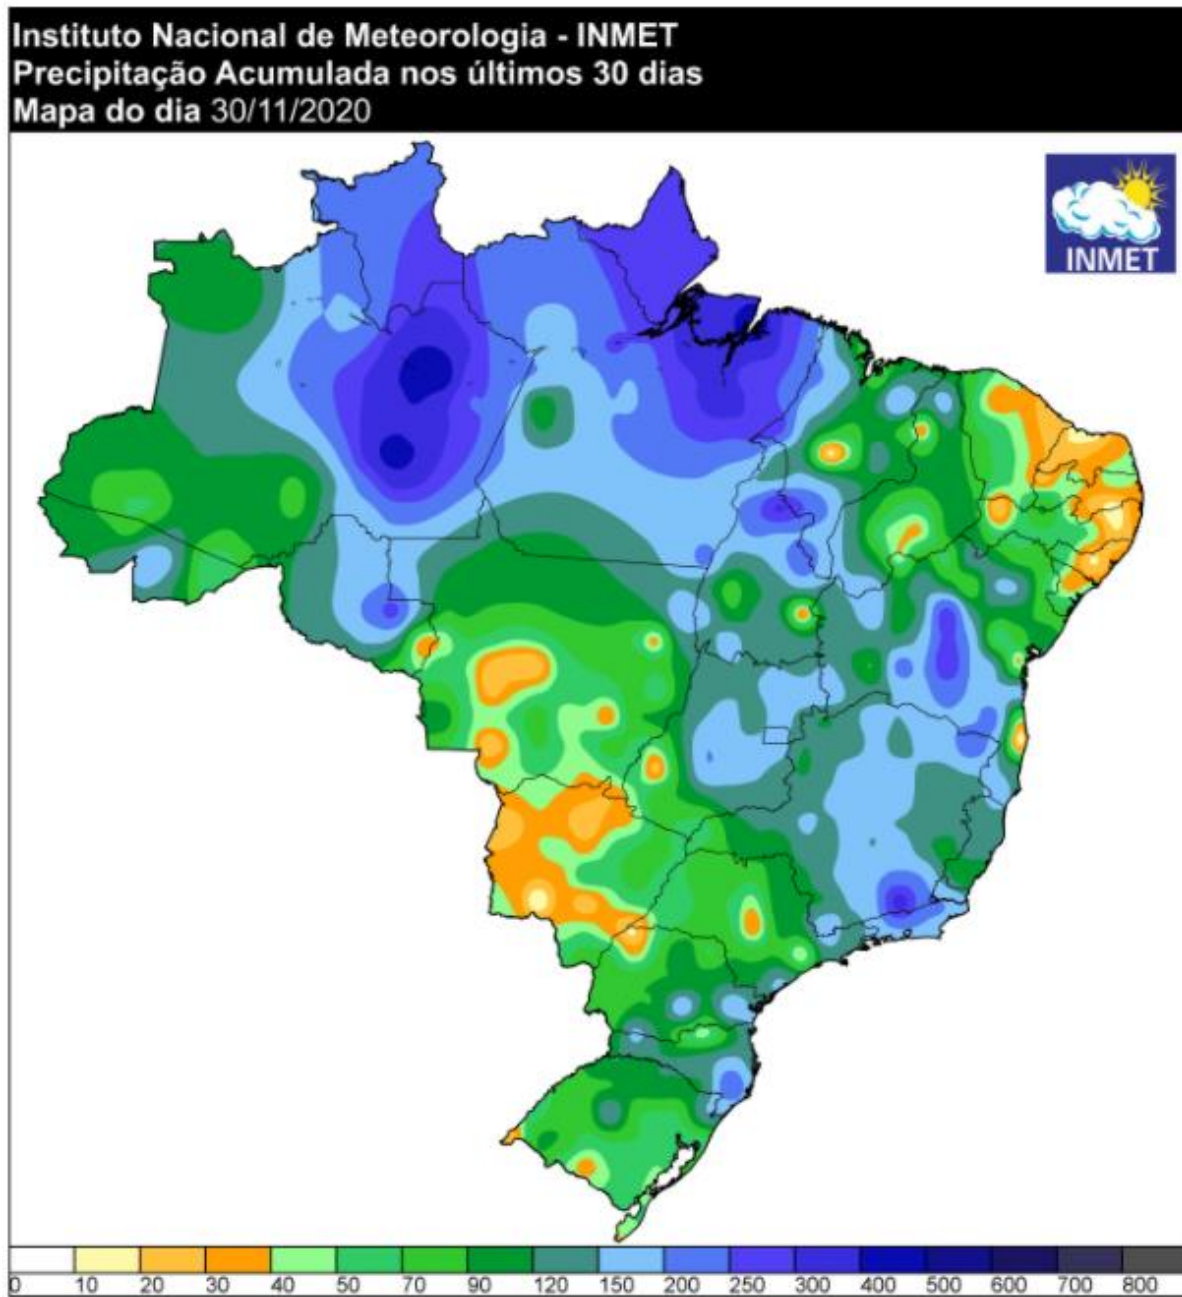 Instituto Nacional de Meteorologia - INMET
Precipitação Acumulada nos últimos 30 dias
Mapa do dia 30/11/2020
INMET
0 10 20 30 40 50 70 90 120 150 200 250 300 400 500 600 700 800